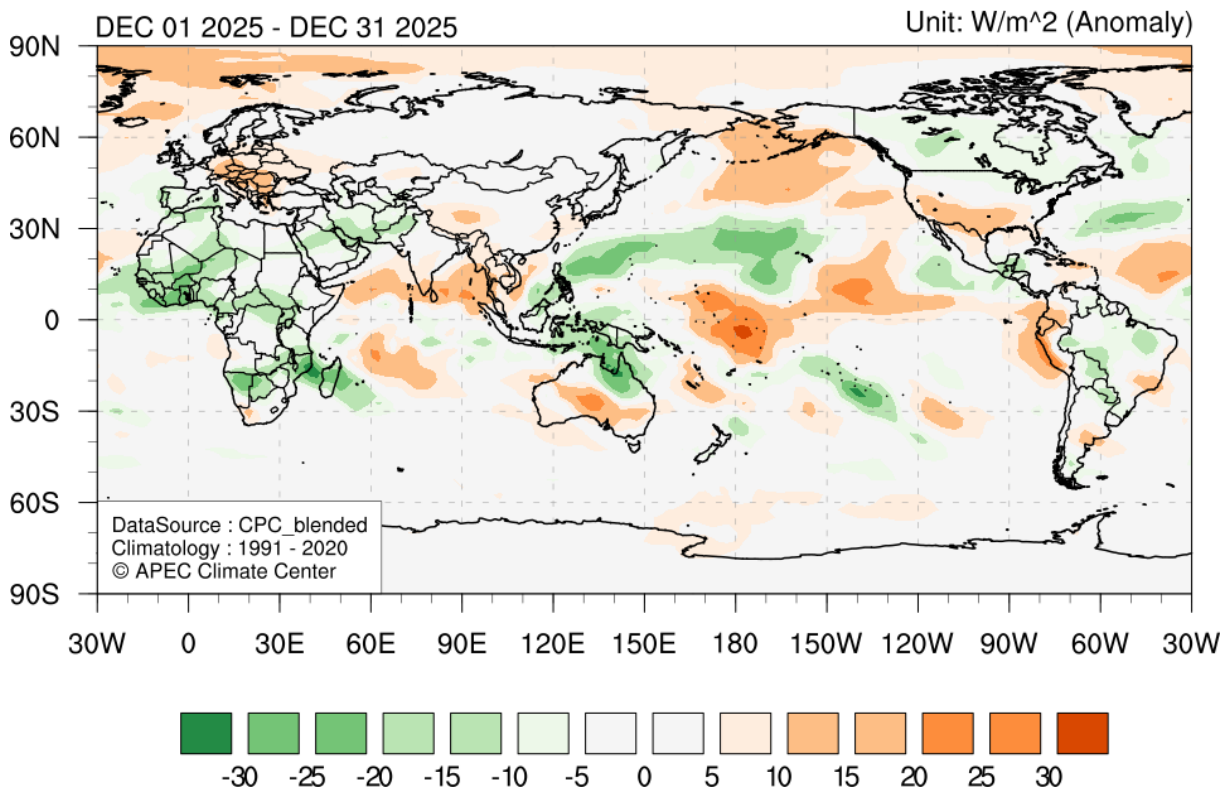 DEC 01 2025 - DEC 31 2025 Unit: W/m^2 (Anomaly)
90N
60N
30N
0
30S
60S
90S
DataSource : CPC_blended
Climatology : 1991 - 2020
© APEC Climate Center
30W 0 30E 60E 90E 120E 150E 180 150W 120W 90W 60W 30W
-30 -25 -20 -15 -10 -5 0 5 10 15 20 25 30